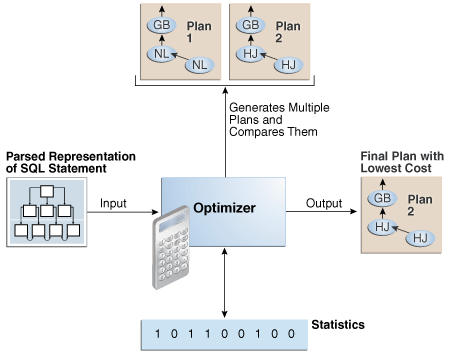 GB
Plan
1
NL
NL
GB
Plan
2
HJ
HJ
Generates Multiple
Plans and
Compares Them
Parsed Representation
of SQL Statement
Input
Optimizer
Output
Final Plan with
Lowest Cost
GB
Plan
2
HJ
HJ
Statistics
1 0 1 1 0 0 1 0 0